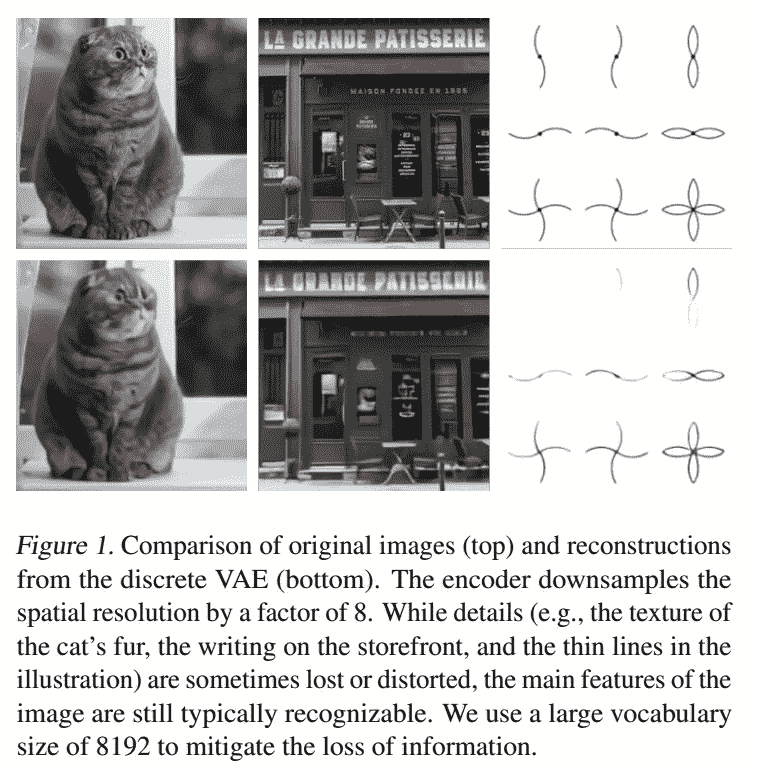 LA GRANDE PATISSERIE
MAISON FONDEE EN 1985
LA GRANDE PATISSERIE
Figure 1. Comparison of original images (top) and reconstructions
from the discrete VAE (bottom). The encoder downsamples the
spatial resolution by a factor of 8. While details (e.g., the texture of
the cat's fur, the writing on the storefront, and the thin lines in the
illustration) are sometimes lost or distorted, the main features of the
image are still typically recognizable. We use a large vocabulary
size of 8192 to mitigate the loss of information.